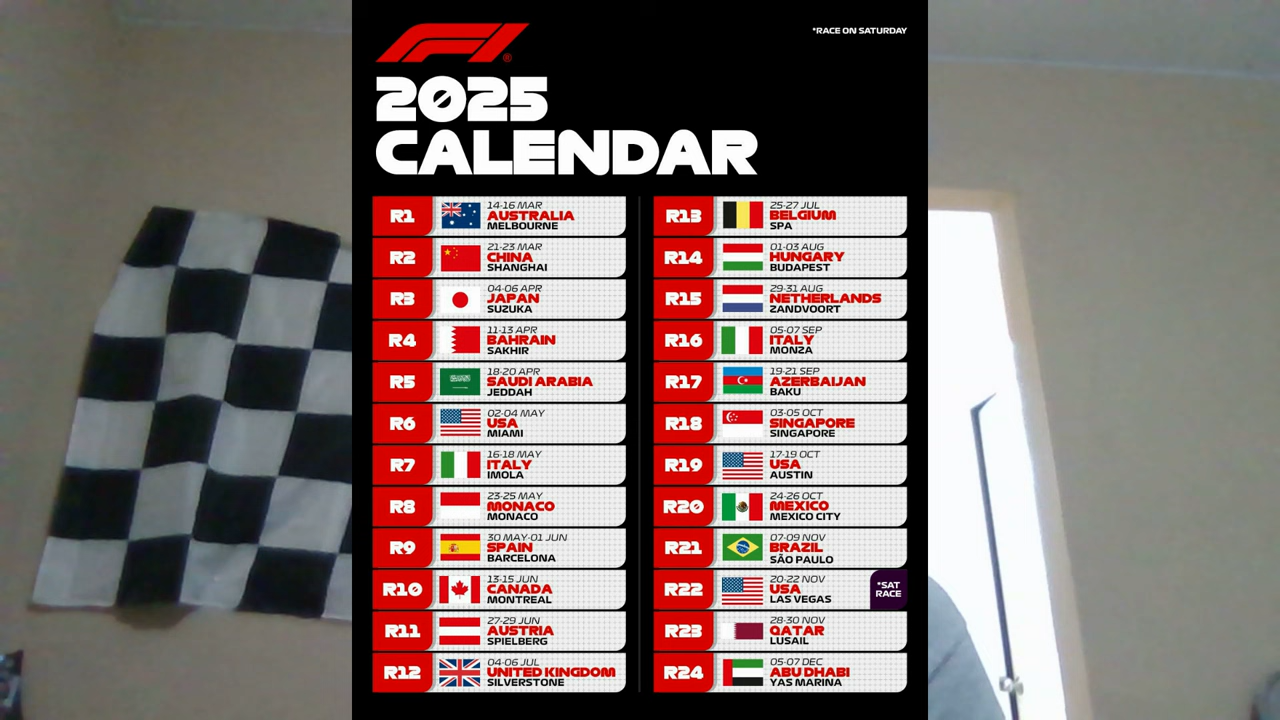 F1®
*RACE ON SATURDAY
2025
CALENDAR
R1
14-16 MAR
AUSTRALIA
MELBOURNE
R2
21-23 MAR
CHINA
SHANGHAI
R3
04-06 APR
JAPAN
SUZUKA
R4
11-13 APR
BAHRAIN
SAKHIR
R5
18-20 APR
SAUDI ARABIA
JEDDAH
R6
02-04 MAY
USA
MIAMI
R7
16-18 MAY
ITALY
IMOLA
R8
23-25 MAY
MONACO
MONACO
R9
30 MAY-01 JUN
SPAIN
BARCELONA
R10
13-15 JUN
CANADA
MONTREAL
R11
27-29 JUN
AUSTRIA
SPIELBERG
R12
04-06 JUL
UNITED KINGDOM
SILVERSTONE
R13
25-27 JUL
BELGIUM
SPA
R14
01-03 AUG
HUNGARY
BUDAPEST
R15
29-31 AUG
NETHERLANDS
ZANDVOORT
R16
05-07 SEP
ITALY
MONZA
R17
19-21 SEP
AZERBAIJAN
BAKU
R18
03-05 OCT
SINGAPORE
SINGAPORE
R19
17-19 OCT
USA
AUSTIN
R20
24-26 OCT
MEXICO
MEXICO CITY
R21
07-09 NOV
BRAZIL
SÃO PAULO
R22
20-22 NOV
USA
LAS VEGAS
*SAT
RACE
R23
28-30 NOV
QATAR
LUSAIL
R24
05-07 DEC
ABU DHABI
YAS MARINA